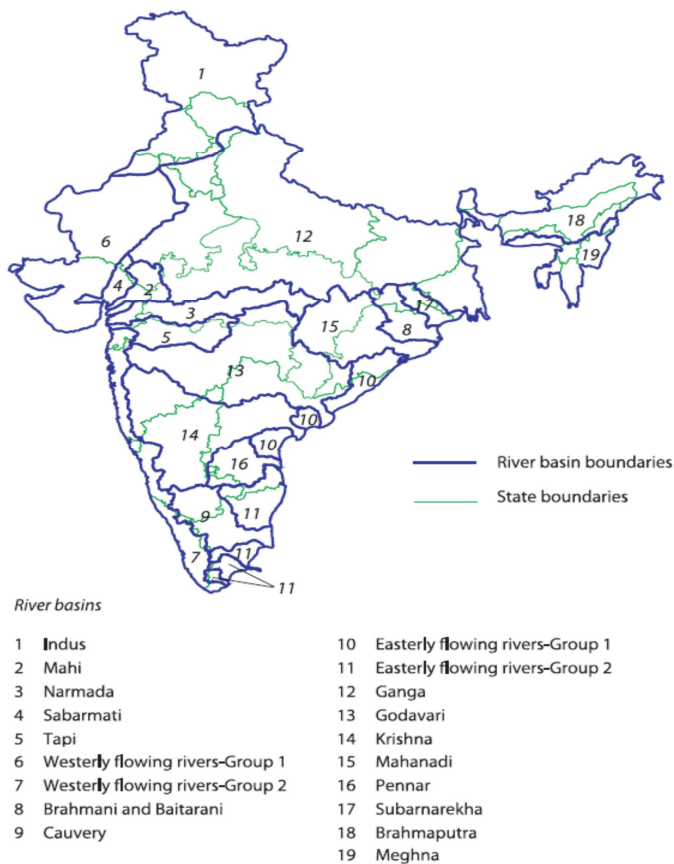 1
6
12
18
19
4
2
3
17
15
8
5
13
10
10
14
10
16
9
11
7
11
11
River basin boundaries
State boundaries
River basins
1 Indus
2 Mahi
3 Narmada
4 Sabarmati
5 Tapi
6 Westerly flowing rivers-Group 1
7 Westerly flowing rivers-Group 2
8 Brahmani and Baitarani
9 Cauvery
10 Easterly flowing rivers-Group 1
11 Easterly flowing rivers-Group 2
12 Ganga
13 Godavari
14 Krishna
15 Mahanadi
16 Pennar
17 Subarnarekha
18 Brahmaputra
19 Meghna